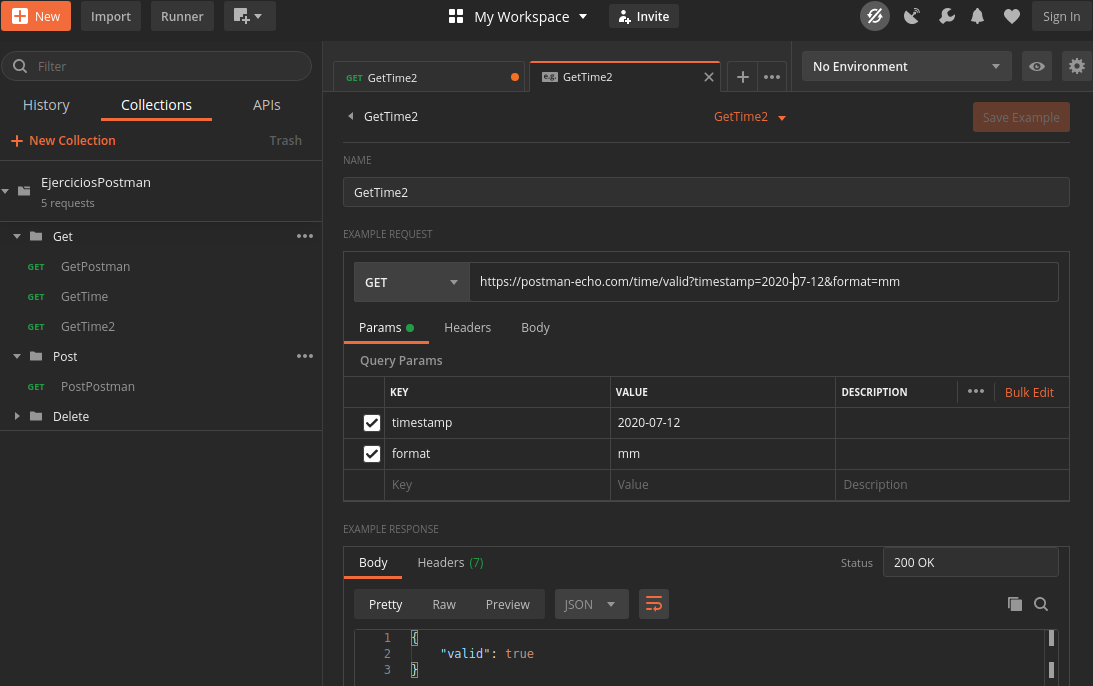 New Import Runner My Workspace Invite Sign In
Filter
History Collections APIs
New Collection Trash
EjerciciosPostman
5 requests
Get
GET GetPostman
GET GetTime
GET GetTime2
Post
GET PostPostman
Delete
GET GetTime2
e.g. GetTime2
No Environment
GetTime2 GetTime2 Save Example
NAME
GetTime2
EXAMPLE REQUEST
GET https://postman-echo.com/time/valid?timestamp=2020-07-12&format=mm
Params Headers Body
Query Params
KEY VALUE DESCRIPTION Bulk Edit
timestamp 2020-07-12
format mm
Key Value Description
EXAMPLE RESPONSE
Body Headers (7) Status 200 OK
Pretty Raw Preview JSON
1 {
2 "valid": true
3 }